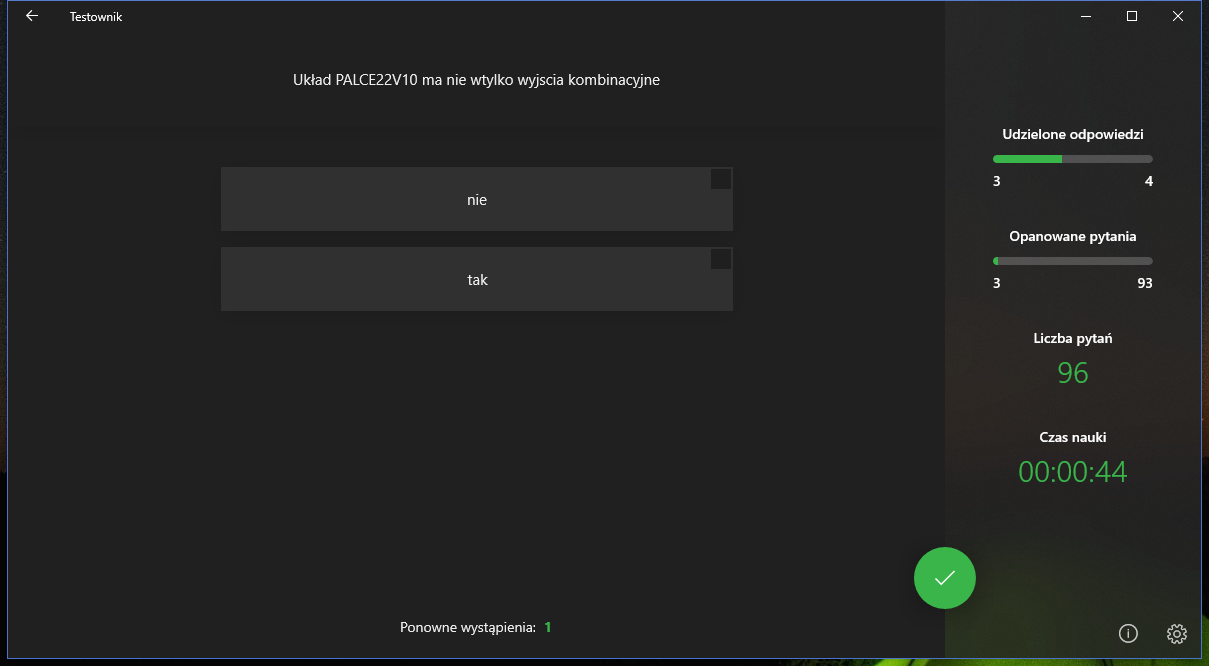 Testownik
Układ PALCE22V10 ma nie wtylko wyjscia kombinacyjne
nie
tak
Ponowne wystąpienia: 1
Udzielone odpowiedzi
3 4
Opanowane pytania
3 93
Liczba pytań
96
Czas nauki
00:00:44